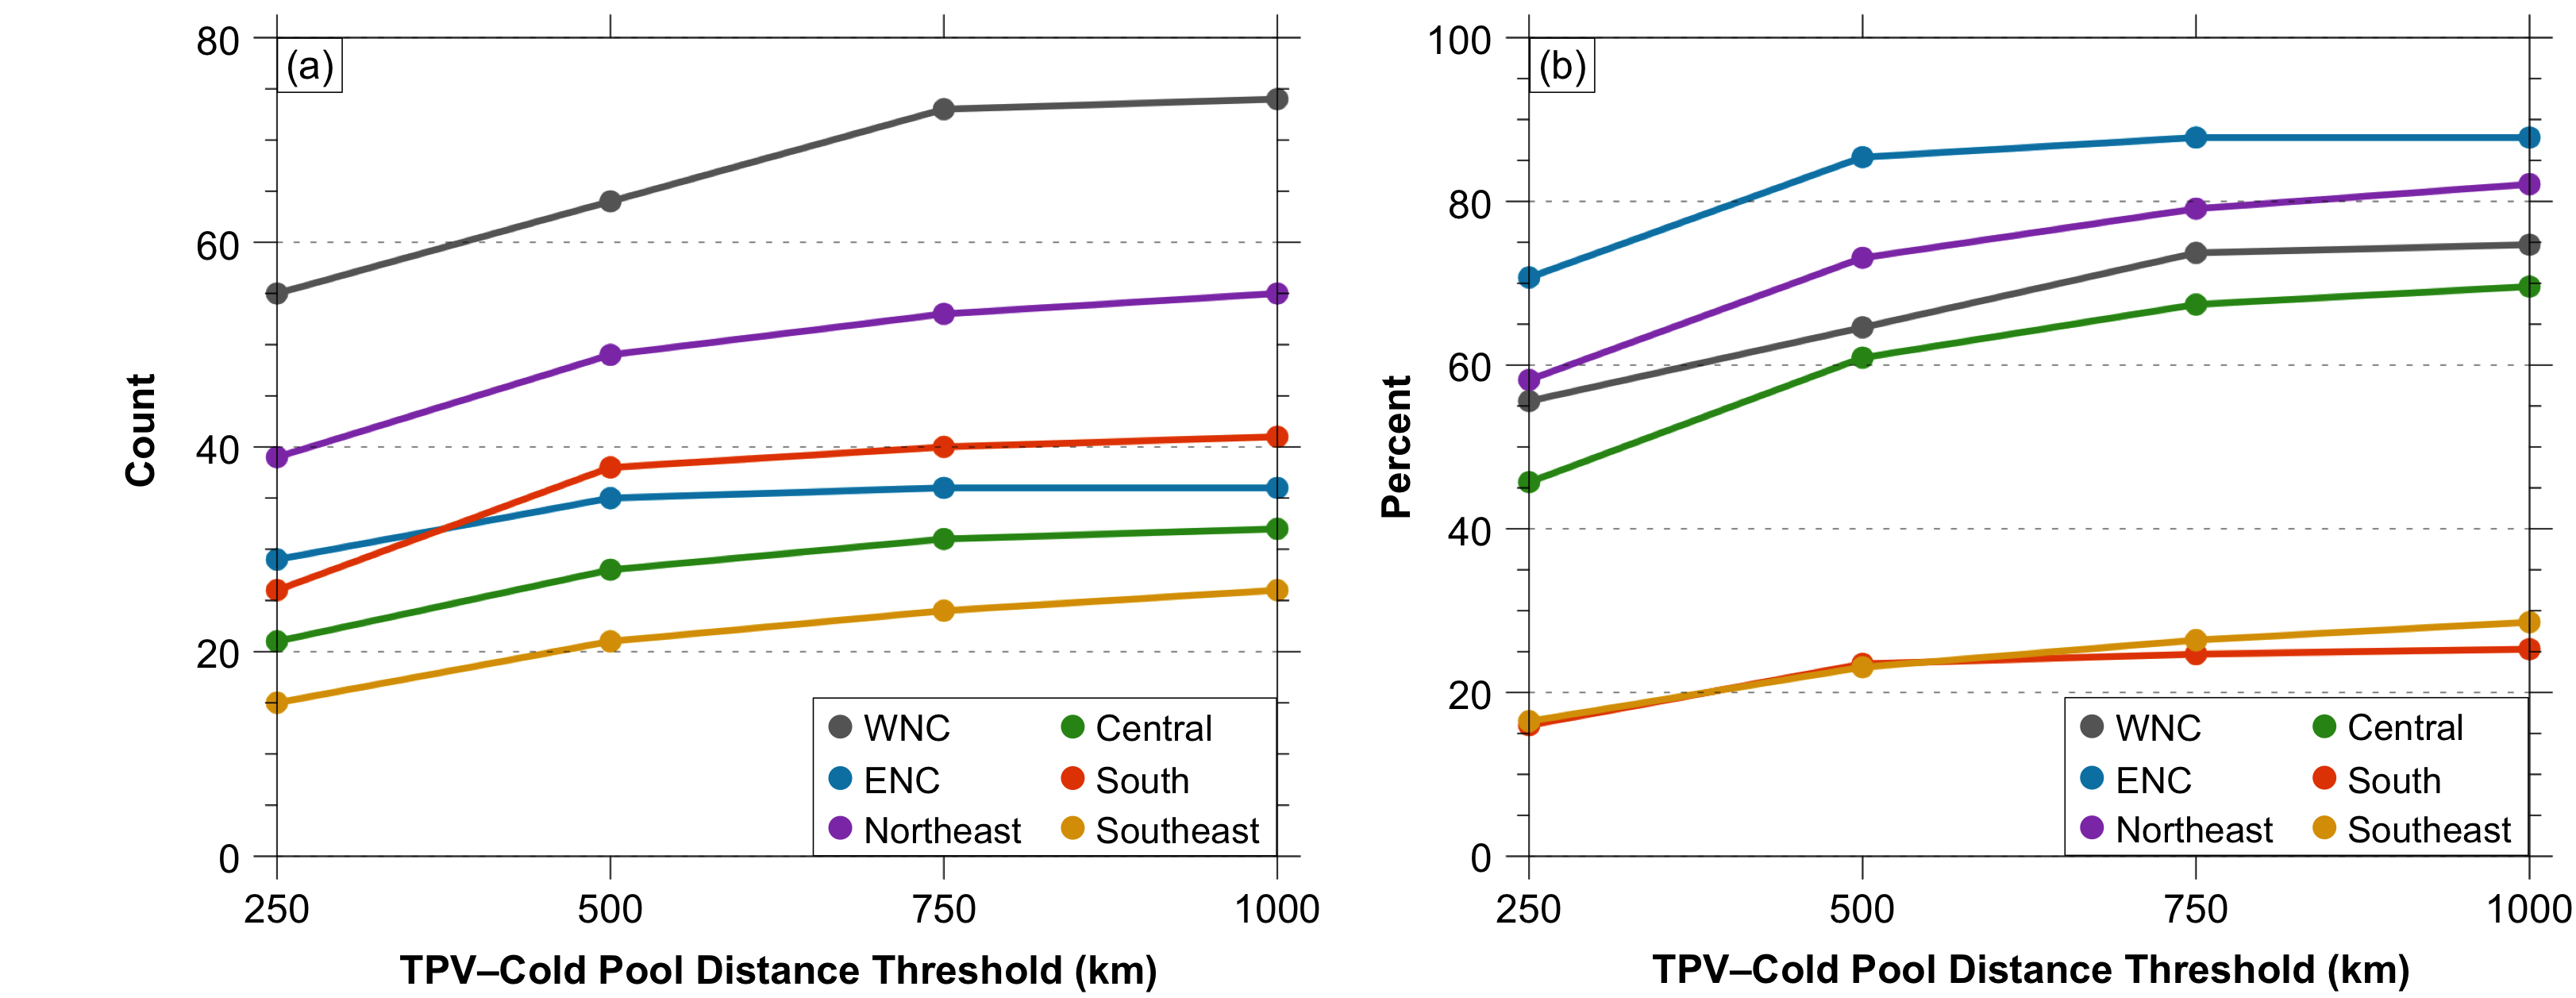 (a)
80
60
40
20
0
Count
250 500 750 1000
TPV–Cold Pool Distance Threshold (km)
WNC Central
ENC South
Northeast Southeast
(b)
100
80
60
40
20
0
Percent
250 500 750 1000
TPV–Cold Pool Distance Threshold (km)
WNC Central
ENC South
Northeast Southeast